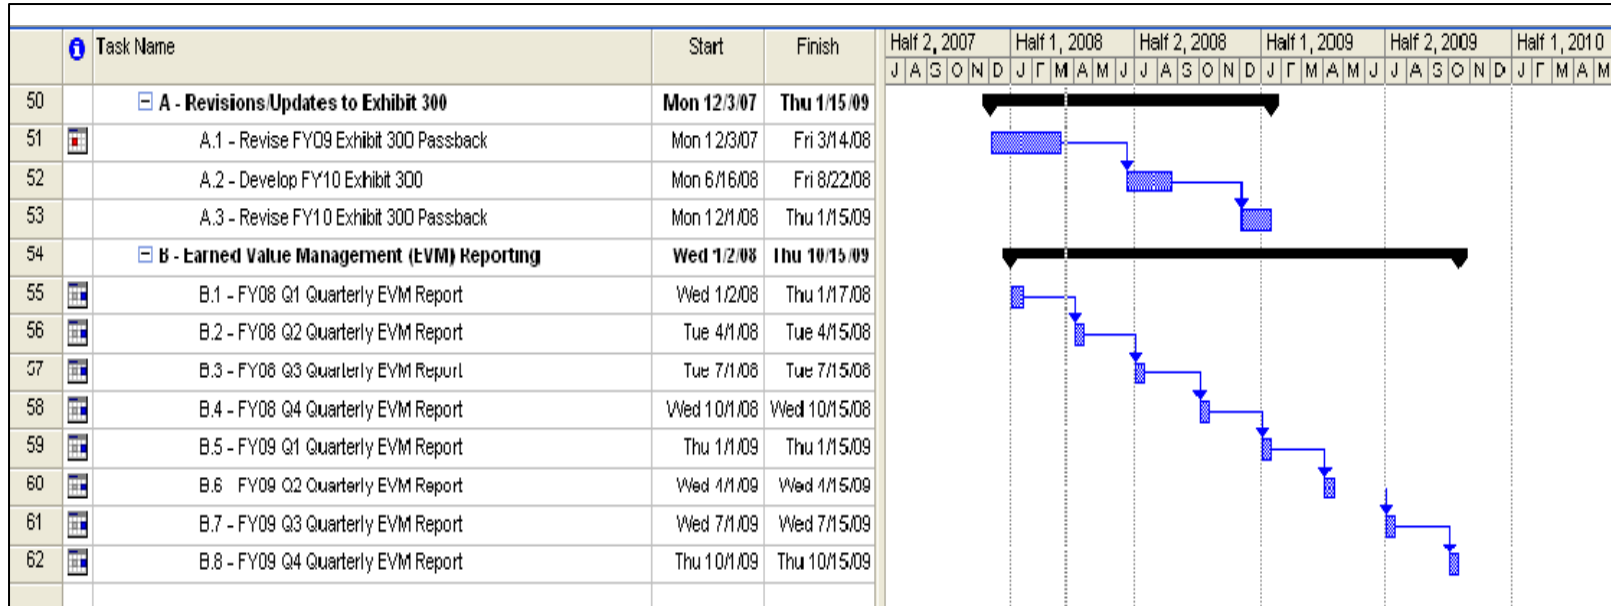 Task Name Start Finish Half 2, 2007 Half 1, 2008 Half 2, 2008 Half 1, 2009 Half 2, 2009 Half 1, 2010
J A S O N D J F M A M J J A S O N D J F M A M J J A S O N D J F M A M
50 A - Revisions/Updates to Exhibit 300 Mon 12/3/07 Thu 1/15/09
51 A.1 - Revise FY09 Exhibit 300 Passback Mon 12/3/07 Fri 3/14/08
52 A.2 - Develop FY10 Exhibit 300 Mon 6/16/08 Fri 8/22/08
53 A.3 - Revise FY10 Exhibit 300 Passback Mon 12/1/08 Thu 1/15/09
54 B - Earned Value Management (EVM) Reporting Wed 1/2/08 Thu 10/15/09
55 B.1 - FY08 Q1 Quarterly EVM Report Wed 1/2/08 Thu 1/17/08
56 B.2 - FY08 Q2 Quarterly EVM Report Tue 4/1/08 Tue 4/15/08
57 B.3 - FY08 Q3 Quarterly EVM Report Tue 7/1/08 Tue 7/15/08
58 B.4 - FY08 Q4 Quarterly EVM Report Wed 10/1/08 Wed 10/15/08
59 B.5 - FY09 Q1 Quarterly EVM Report Thu 1/1/09 Thu 1/15/09
60 B.6 FY09 Q2 Quarterly EVM Report Wed 4/1/09 Wed 4/15/09
61 B.7 - FY09 Q3 Quarterly EVM Report Wed 7/1/09 Wed 7/15/09
62 B.8 - FY09 Q4 Quarterly EVM Report Thu 10/1/09 Thu 10/15/09